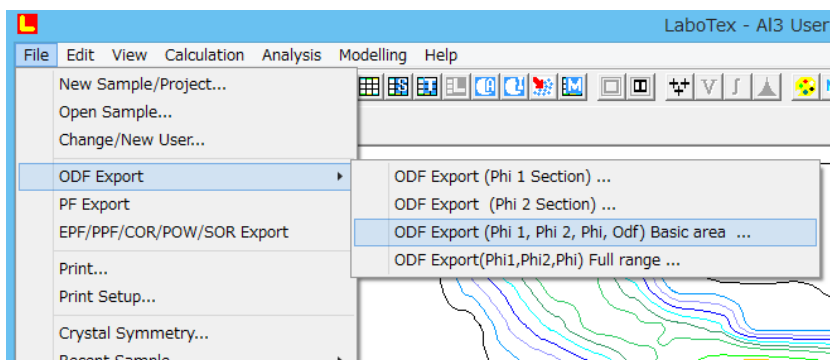 LaboTex - Al3 User
File Edit View Calculation Analysis Modelling Help
New Sample/Project...
Open Sample...
Change/New User...
ODF Export
ODF Export (Phi 1 Section) ...
PF Export
ODF Export (Phi 2 Section) ...
EPF/PPF/COR/POW/SOR Export
ODF Export (Phi 1, Phi 2, Phi, Odf) Basic area ...
ODF Export(Phi1,Phi2,Phi) Full range ...
Print...
Print Setup...
Crystal Symmetry...
Recent Sample